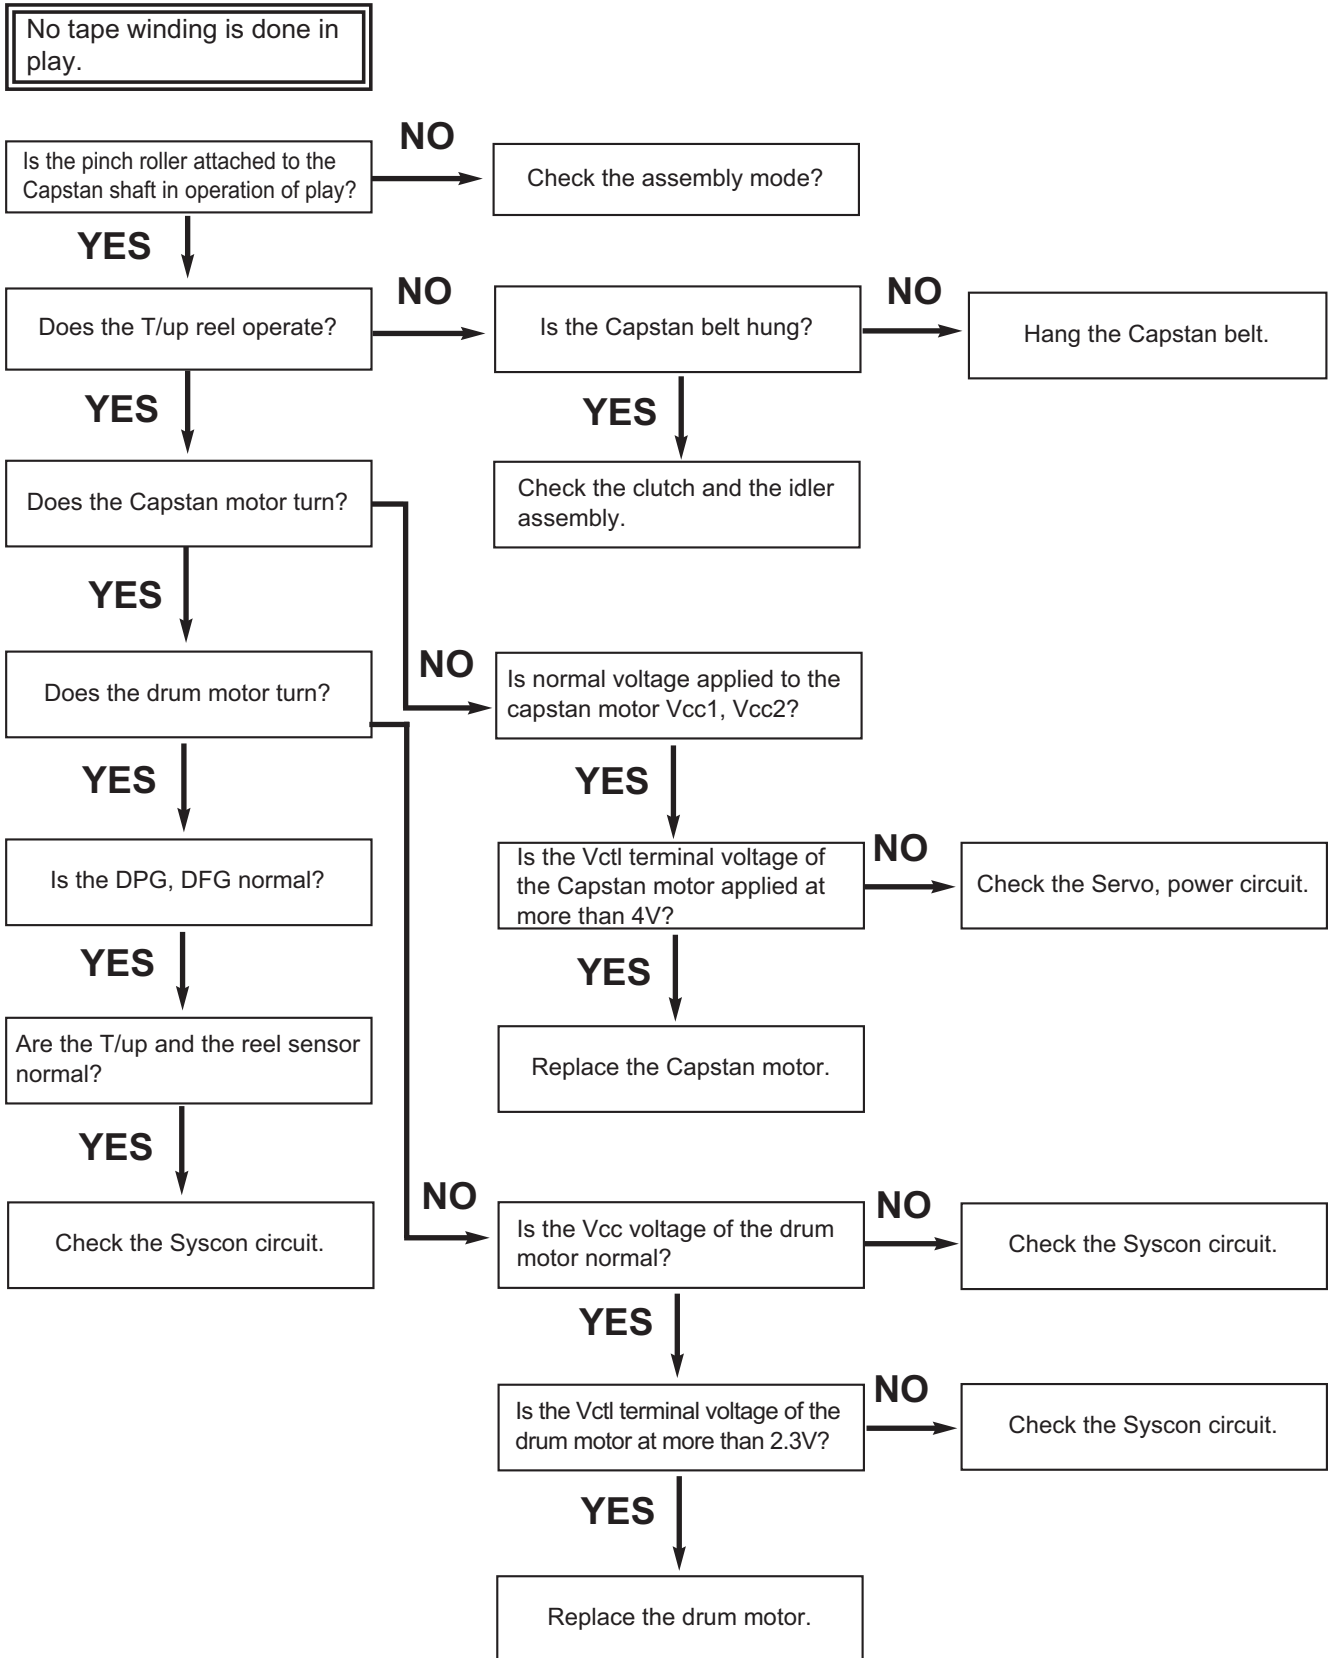 No tape winding is done in
play.
NO
Is the pinch roller attached to the
Capstan shaft in operation of play?
Check the assembly mode?
YES
NO
NO
Does the T/up reel operate?
Is the Capstan belt hung?
Hang the Capstan belt.
YES
YES
Does the Capstan motor turn?
Check the clutch and the idler
assembly.
YES
NO
Does the drum motor turn?
Is normal voltage applied to the
capstan motor Vcc1, Vcc2?
YES
YES
NO
Is the DPG, DFG normal?
Is the Vctl terminal voltage of
the Capstan motor applied at
more than 4V?
Check the Servo, power circuit.
YES
YES
Are the T/up and the reel sensor
normal?
Replace the Capstan motor.
YES
NO
NO
Check the Syscon circuit.
Is the Vcc voltage of the drum
motor normal?
Check the Syscon circuit.
YES
NO
Is the Vctl terminal voltage of the
drum motor at more than 2.3V?
Check the Syscon circuit.
YES
Replace the drum motor.